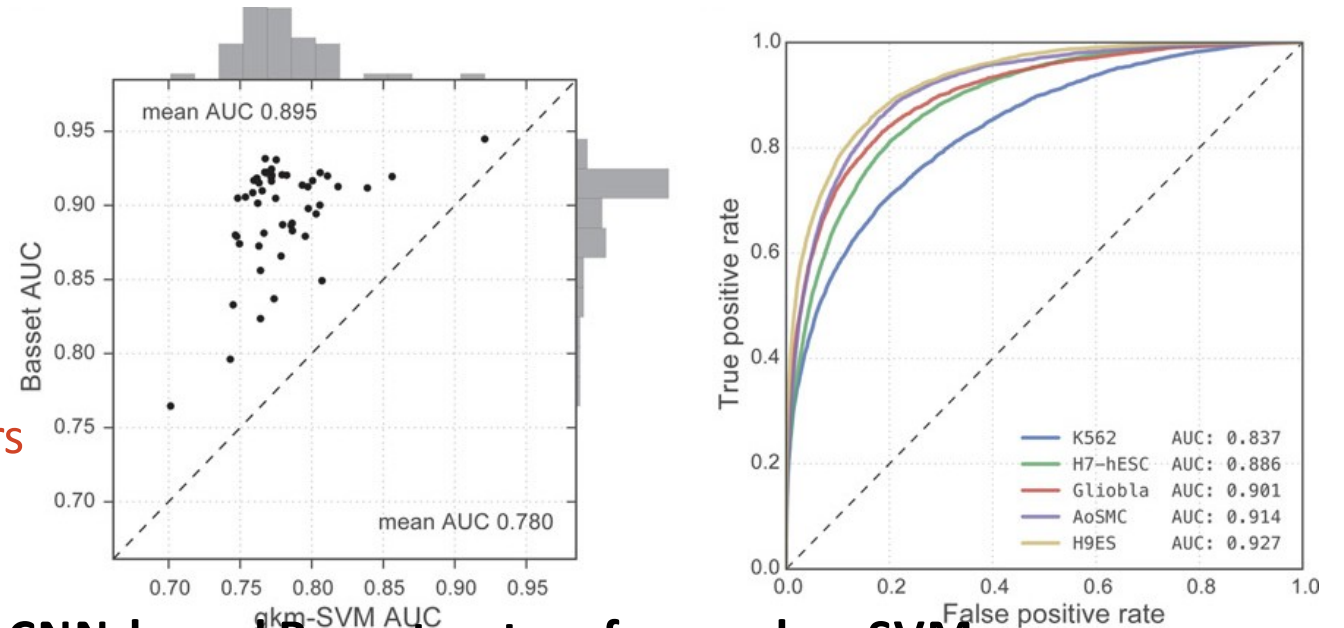 mean AUC 0.895
0.95
0.90
0.85
0.80
0.75
0.70
Basset AUC
mean AUC 0.780
0.70 0.75 0.80 0.85 0.90 0.95
gkm-SVM AUC
rs
1.0
0.8
0.6
0.4
0.2
0.0
True positive rate
K562 AUC: 0.837
H7-hESC AUC: 0.886
Gliobla AUC: 0.901
AoSMC AUC: 0.914
H9ES AUC: 0.927
0.0 0.2 0.4 0.6 0.8 1.0
False positive rate